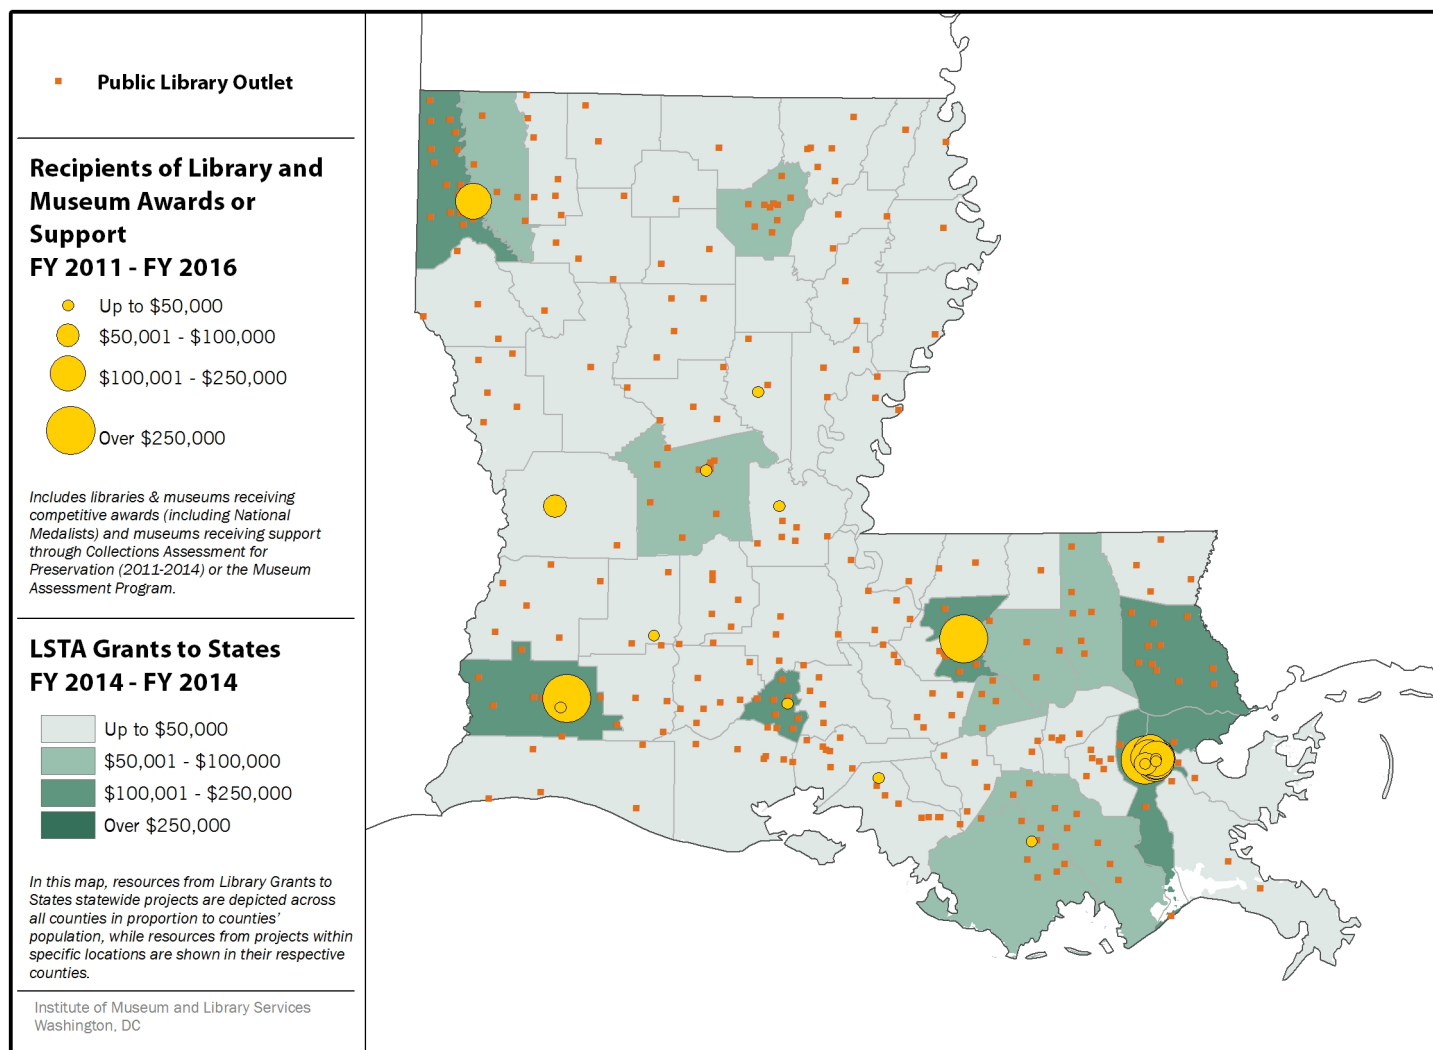 Public Library Outlet
Recipients of Library and
Museum Awards or
Support
FY 2011 - FY 2016
Up to $50,000
$50,001 - $100,000
$100,001 - $250,000
Over $250,000
Includes libraries & museums receiving
competitive awards (including National
Medalists) and museums receiving support
through Collections Assessment for
Preservation (2011-2014) or the Museum
Assessment Program.
LSTA Grants to States
FY 2014 - FY 2014
Up to $50,000
$50,001 - $100,000
$100,001 - $250,000
Over $250,000
In this map, resources from Library Grants to
States statewide projects are depicted across
all counties in proportion to counties’
population, while resources from projects within
specific locations are shown in their respective
counties.
Institute of Museum and Library Services
Washington, DC